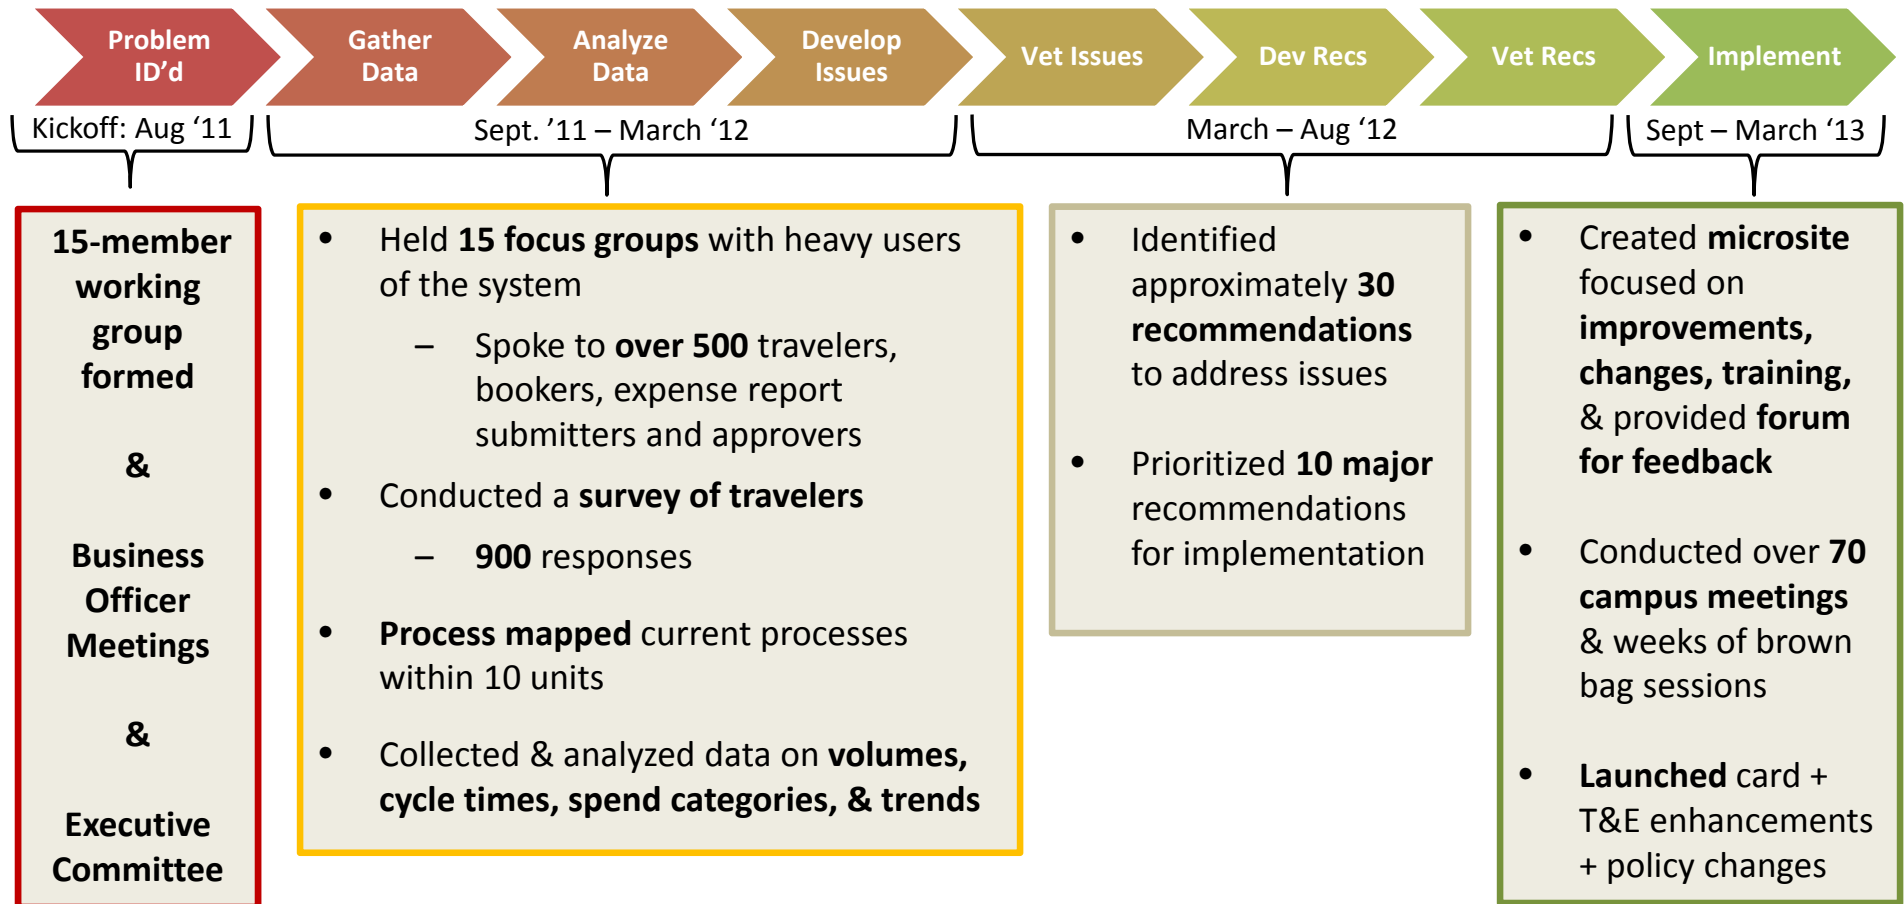 Problem
ID’d
Gather
Data
Analyze
Data
Develop
Issues
Vet Issues
Dev Recs
Vet Recs
Implement
Kickoff: Aug ‘11
Sept. ’11 – March ‘12
March – Aug ‘12
Sept – March ‘13
15-member
working
group
formed
&
Business
Officer
Meetings
&
Executive
Committee
• Held 15 focus groups with heavy users
of the system
– Spoke to over 500 travelers,
bookers, expense report
submitters and approvers
• Conducted a survey of travelers
– 900 responses
• Process mapped current processes
within 10 units
• Collected & analyzed data on volumes,
cycle times, spend categories, & trends
• Identified
approximately 30
recommendations
to address issues
• Prioritized 10 major
recommendations
for implementation
• Created microsite
focused on
improvements,
changes, training,
& provided forum
for feedback
• Conducted over 70
campus meetings
& weeks of brown
bag sessions
• Launched card +
T&E enhancements
+ policy changes